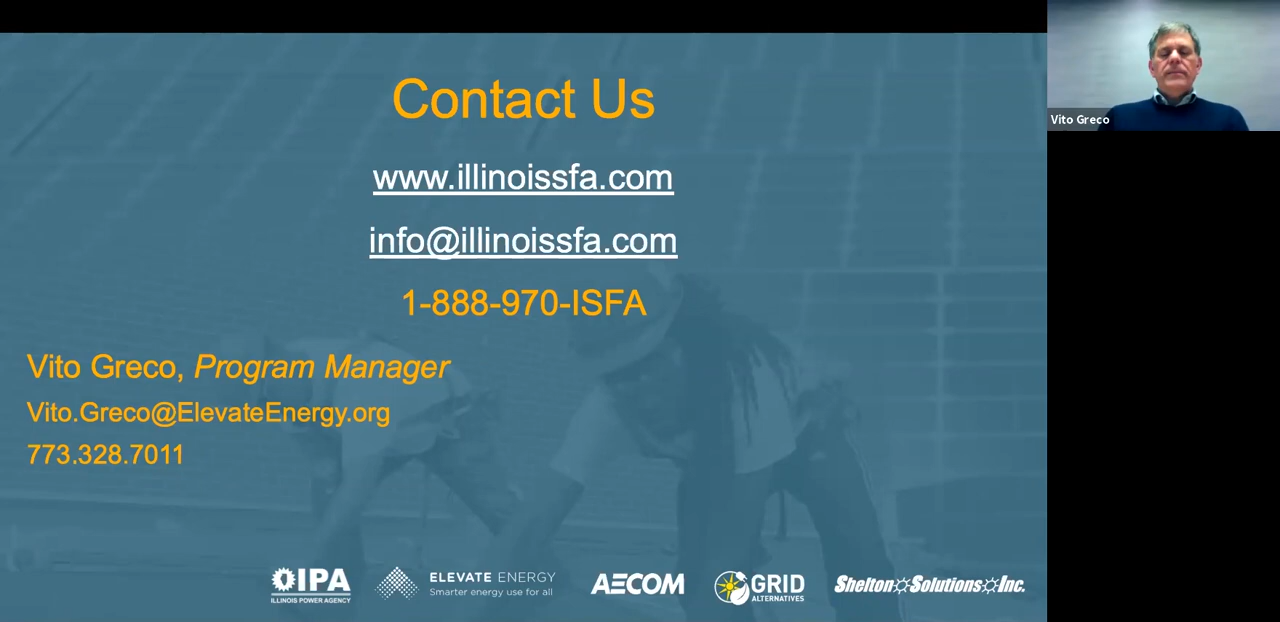 Contact Us
www.illinoissfa.com
info@illinoissfa.com
1-888-970-ISFA
Vito Greco, Program Manager
Vito.Greco@ElevateEnergy.org
773.328.7011
IPA
ILLINOIS POWER AGENCY
ELEVATE ENERGY
Smarter energy use for all
AECOM
GRID
ALTERNATIVES
Shelton Solutions Inc.
Vito Greco